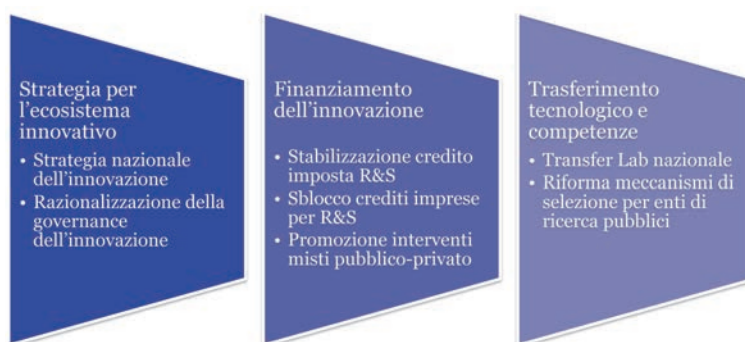 Strategia per
l'ecosistema
innovativo
• Strategia nazionale
dell'innovazione
• Razionalizzazione della
governance
dell'innovazione
Finanziamento
dell'innovazione
• Stabilizzazione credito
imposta R&S
• Sblocco crediti imprese
per R&S
• Promozione interventi
misti pubblico-privato
Trasferimento
tecnologico e
competenze
• Transfer Lab nazionale
• Riforma meccanismi di
selezione per enti di
ricerca pubblici